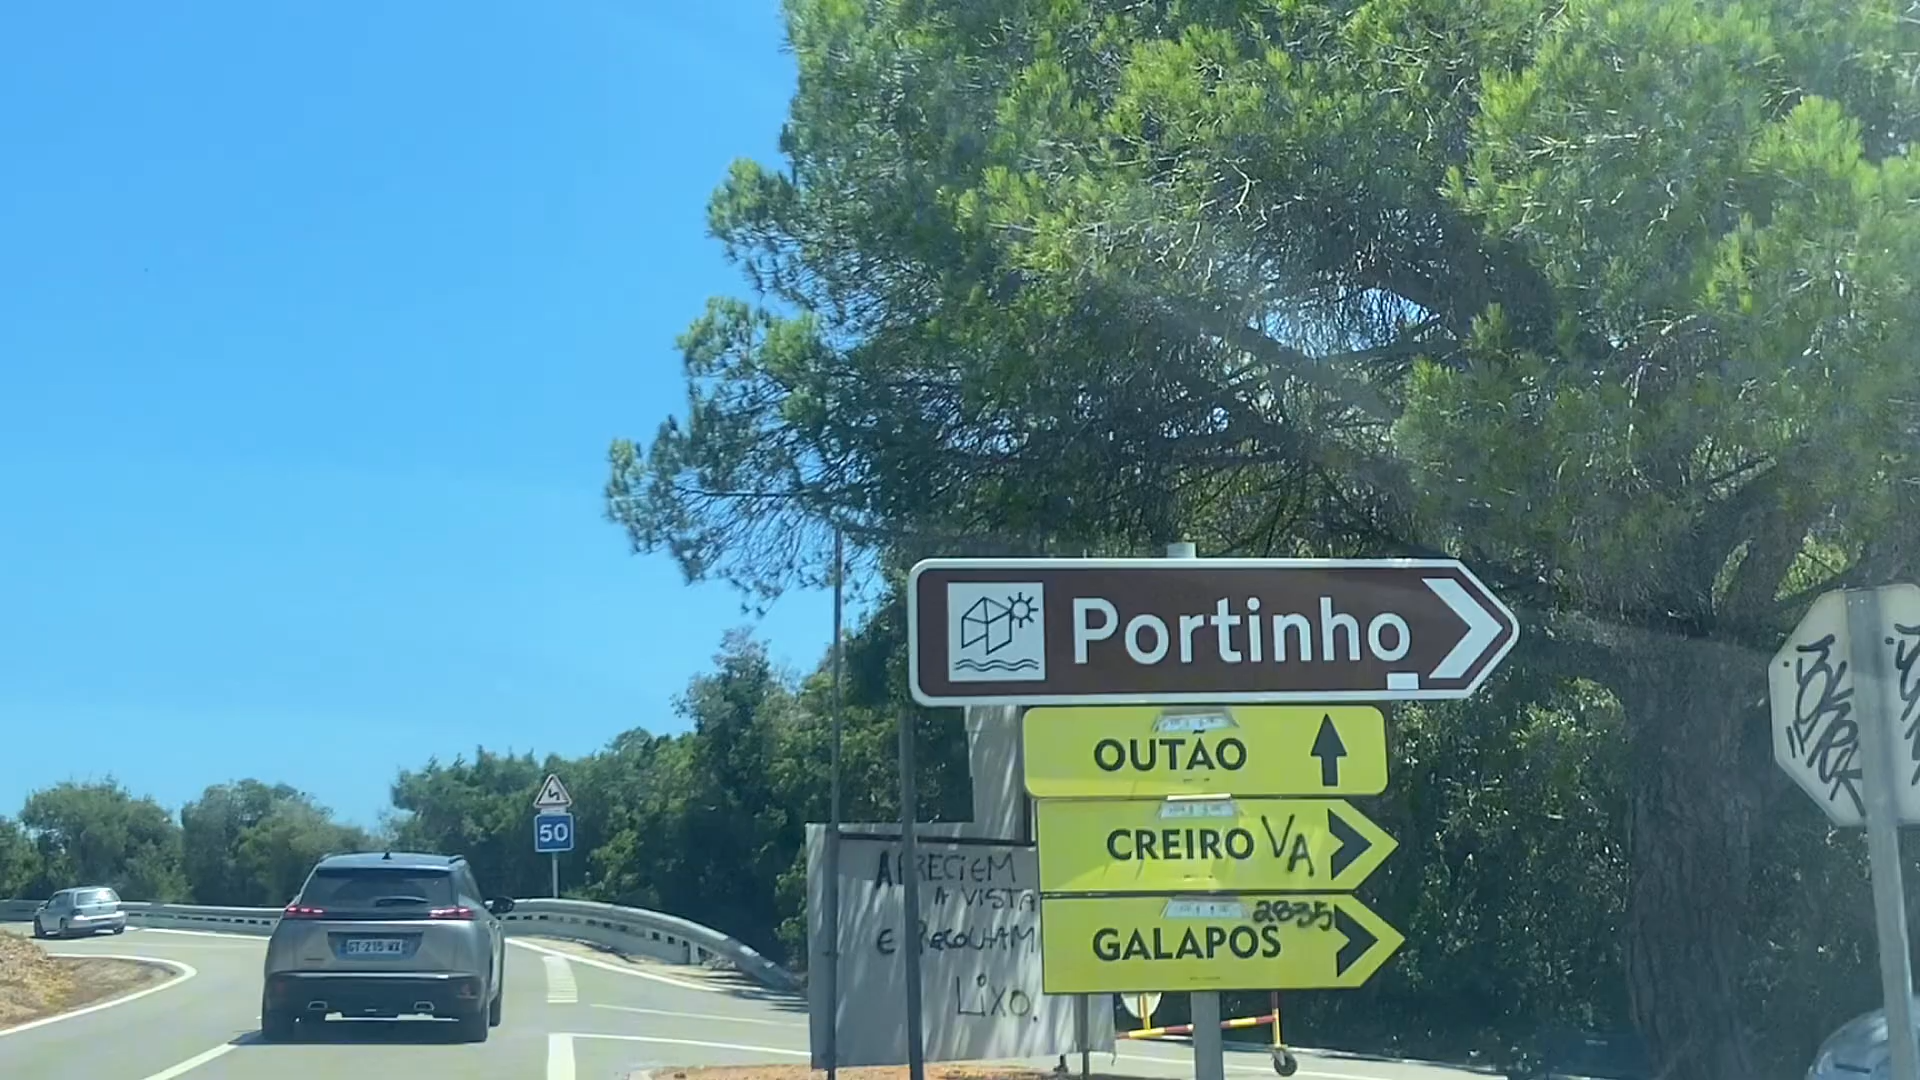 Portinho
OUTÃO
CREIRO VA
2835
GALAPOS
50
APRECIEM
A VISTA
E RECOLHAM
LIXO.
GT-215-WX